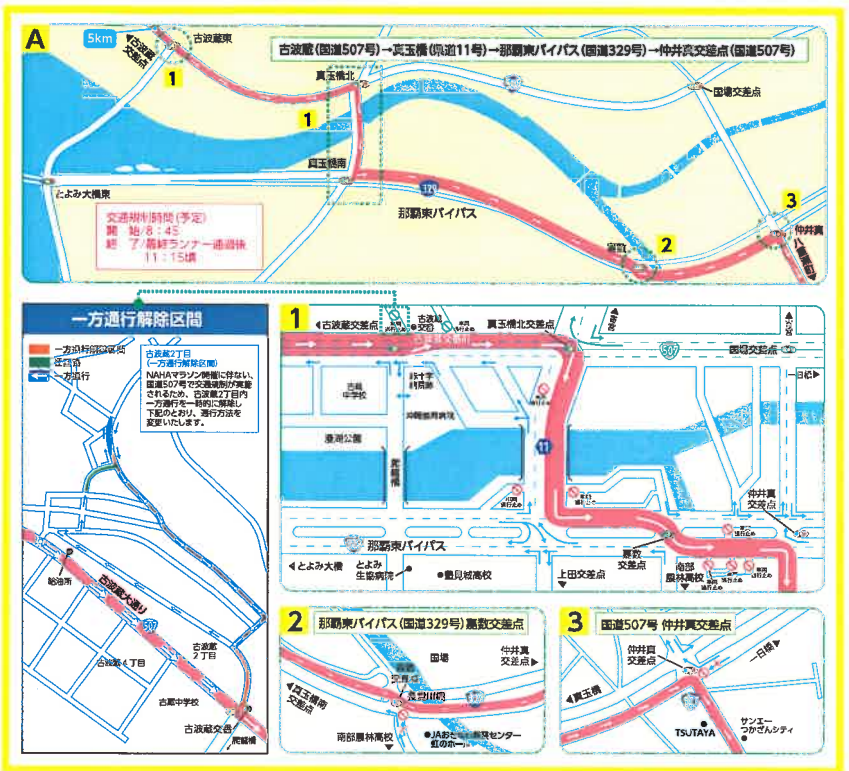 A
5km
古波蔵東
古波蔵
交差点
1
古波蔵(国道507号)→真玉橋(県道11号)→那覇東バイパス(国道329号)→仲井真交差点(国道507号)
真玉橋北
国場交差点
1
真玉橋南
とよみ大橋東
329
那覇東バイパス
3
仲井真
2
嘉数
交通規制時間(予定)
開 始/8:45
終 了/最終ランナー通過後
11:15頃
一方通行解除区間
一方通行解除区間
一方通行
古波蔵2丁目
(一方通行解除区間)
NAHAマラソン開催に伴ない、
国道507号で交通規制が実施
されるため、古波蔵2丁目内
一方通行を一時的に解除し
下記のとおり、通行方法を
変更いたします。
給油所
古波蔵大通り
507
古波蔵4丁目
古波蔵
2丁目
古蔵中学校
古波蔵交差
1
古波蔵交差点
真玉橋北交差点
507
国場交差点
一日橋
古蔵
中学校
赤十字
漫湖公園
11
仲井真
交差点
那覇東バイパス
嘉数
交差点
とよみ大橋
とよみ
生協病院
豊見城高校
上田交差点
南部
農林高校
2
那覇東バイパス(国道329号)嘉数交差点
国場
仲井真
交差点
真玉橋南
交差点
南部農林高校
3
国道507号 仲井真交差点
仲井真
交差点
一日橋
真玉橋
TSUTAYA
サンエー
つかざんシティ